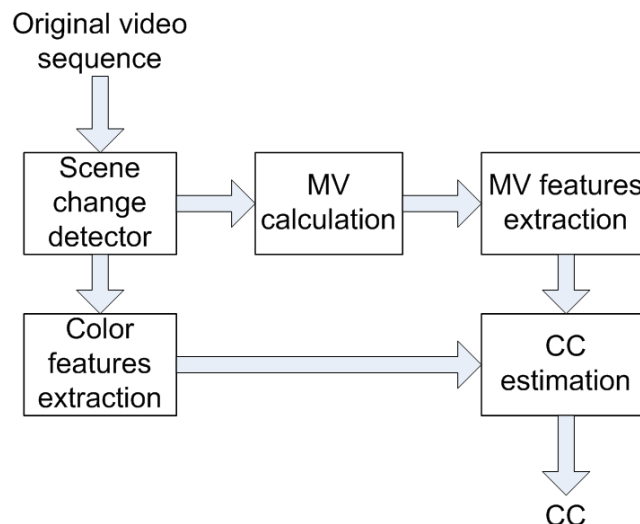 Original video
sequence
Scene
change
detector
MV
calculation
MV features
extraction
Color
features
extraction
CC
estimation
CC